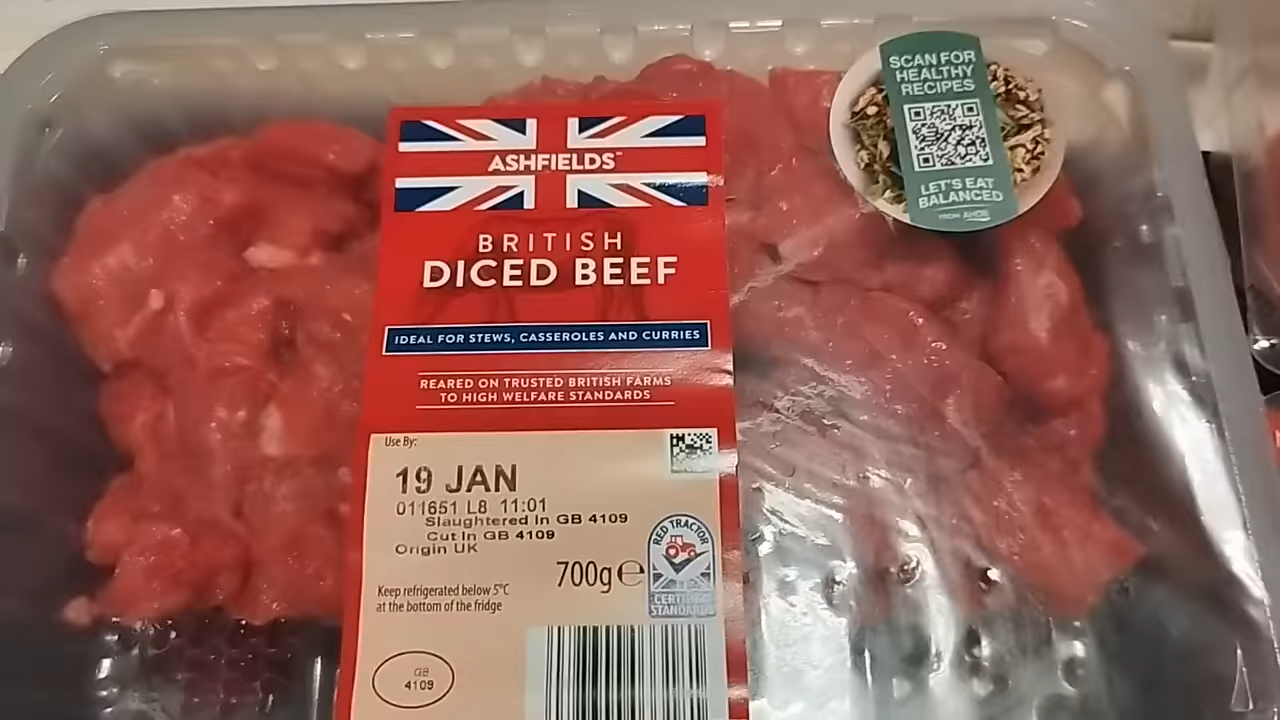 ASHFIELDS™
BRITISH
DICED BEEF
IDEAL FOR STEWS, CASSEROLES AND CURRIES
REARED ON TRUSTED BRITISH FARMS
TO HIGH WELFARE STANDARDS
Use By:
19 JAN
011651 L8 11:01
Slaughtered In GB 4109
Cut In GB 4109
Origin UK
700g℮
Keep refrigerated below 5°C
at the bottom of the fridge
RED TRACTOR
CERTIFIED
STANDARDS
GB
4109
SCAN FOR
HEALTHY
RECIPES
LET'S EAT
BALANCED
FROM AHDB